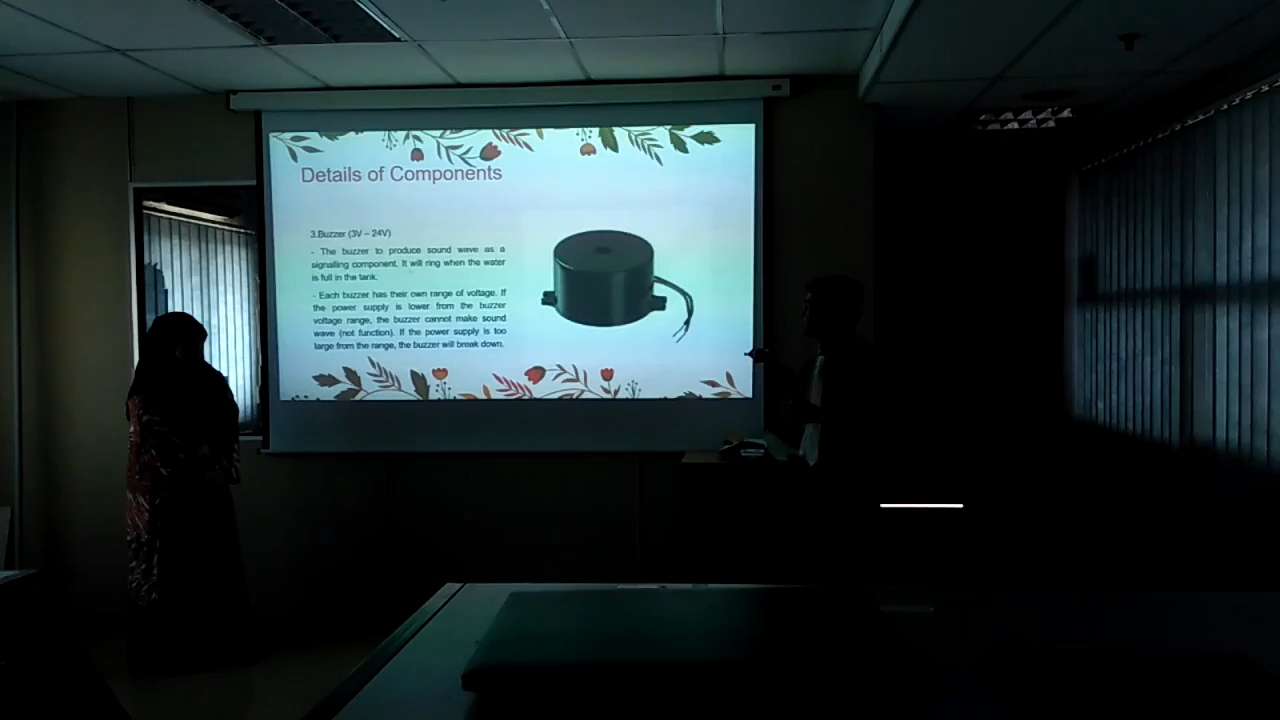 Details of Components
3.Buzzer (3V – 24V)
- The buzzer to produce sound wave as a
signalling component. It will ring when the water
is full in the tank.
- Each buzzer has their own range of voltage. If
the power supply is lower from the buzzer
voltage range, the buzzer cannot make sound
wave (not function). If the power supply is too
large from the range, the buzzer will break down.